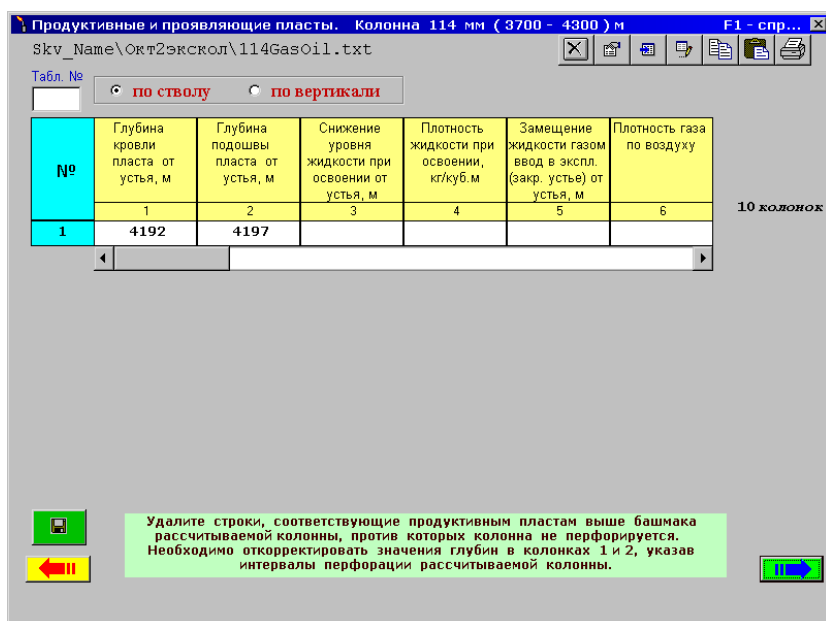 Продуктивные и проявляющие пласты. Колонна 114 мм ( 3700 - 4300 ) м F1 - спр...
Skv_Name\Окт2экскол\114GasOil.txt
Табл. №
по стволу по вертикали
№
Глубина
кровли
пласта от
устья, м
Глубина
подошвы
пласта от
устья, м
Снижение
уровня
жидкости при
освоении от
устья, м
Плотность
жидкости при
освоении,
кг/куб.м
Замещение
жидкости газом
ввод в экспл.
(закр. устье) от
устья, м
Плотность газа
по воздуху
1 2 3 4 5 6
10 колонок
1 4192 4197
Удалите строки, соответствующие продуктивным пластам выше башмака
рассчитываемой колонны, против которых колонна не перфорируется.
Необходимо откорректировать значения глубин в колонках 1 и 2, указав
интервалы перфорации рассчитываемой колонны.